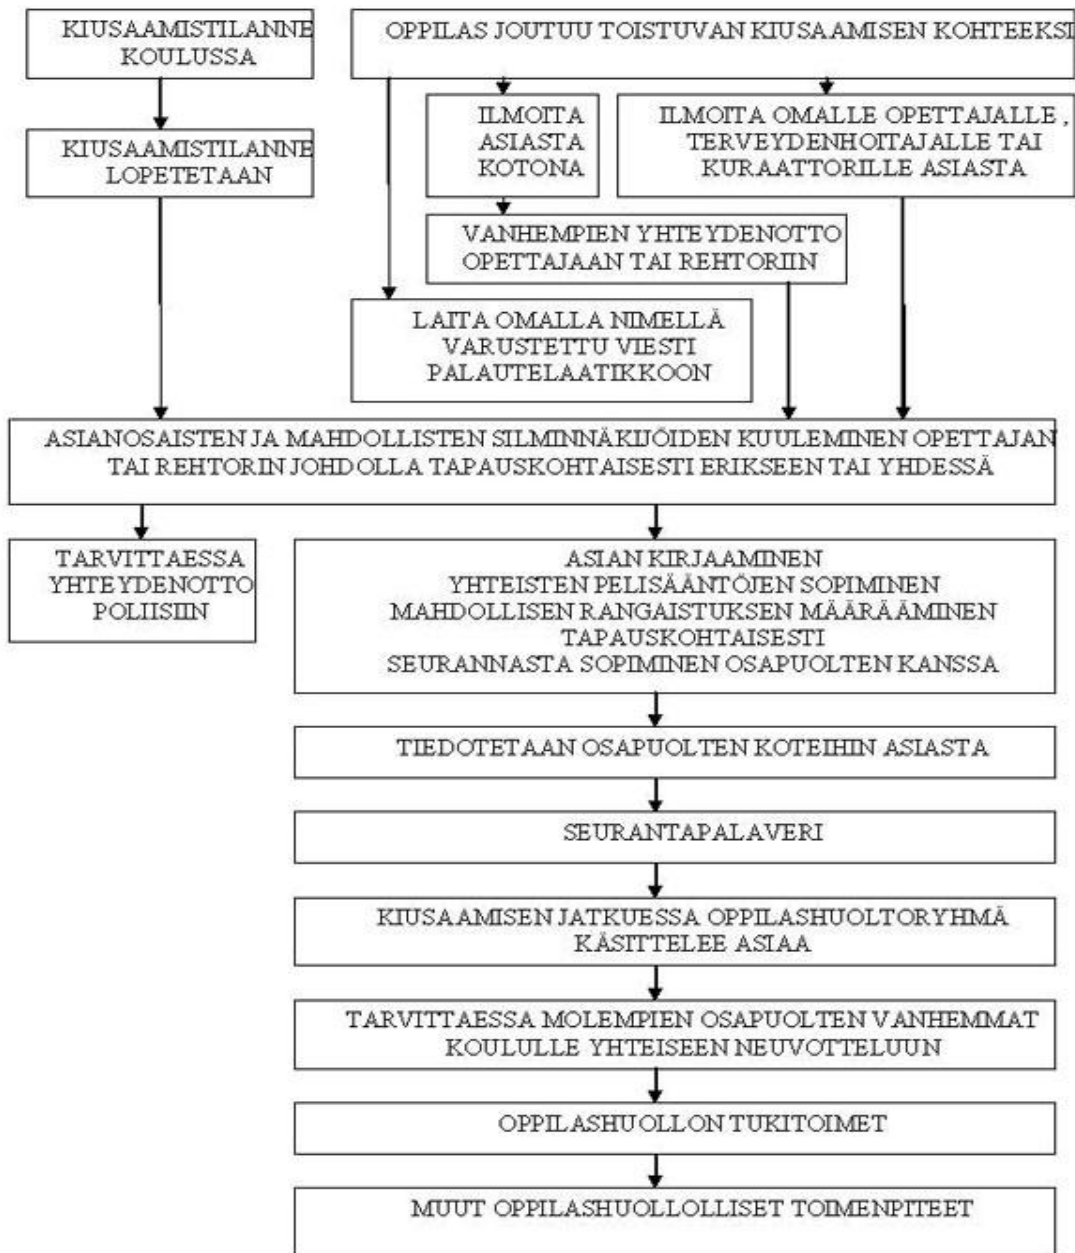 KIUSAAMISTILANNE
KOULUSSA
OPPILAS JOUTUU TOISTUVAN KIUSAAMISEN KOHTEEKSI
KIUSAAMISTILANNE
LOPETETAAN
ILMOITA
ASIASTA
KOTONA
ILMOITA OMALLE OPETTAJALLE ,
TERVEYDENHOITAJALLE TAI
KURAATTORILLE ASIASTA
VANHEMPIEN YHTEYDENOTTO
OPETTAJAAN TAI REHTORIIN
LAITA OMALLA NIMELLÄ
VARUSTETTU VIESTI
PALAUTELAATIKKOON
ASIANOSAISTEN JA MAHDOLLISTEN SILMINNÄKIJÖIDEN KUULEMINEN OPETTAJAN
TAI REHTORIN JOHDOLLA TAPAUSKOHTAISESTI ERIKSEEN TAI YHDESSÄ
TARVITTAESSA
YHTEYDENOTTO
POLIISIIN
ASIAN KIRJAAMINEN
YHTEISTEN PELISÄÄNTÖJEN SOPIMINEN
MAHDOLLISEN RANGAISTUKSEN MÄÄRÄÄMINEN
TAPAUSKOHTAISESTI
SEURANNASTA SOPIMINEN OSAPUOLTEN KANSSA
TIEDOTETAAN OSAPUOLTEN KOTEIHIN ASIASTA
SEURANTAPALAVERI
KIUSAAMISEN JATKUESSA OPPILASHUOLTORYHMÄ
KÄSITTELEE ASIAA
TARVITTAESSA MOLEMPIEN OSAPUOLTEN VANHEMMAT
KOULULLE YHTEISEEN NEUVOTTELUUN
OPPILASHUOLLON TUKITOIMET
MUUT OPPILASHUOLLOLLISET TOIMENPITEET